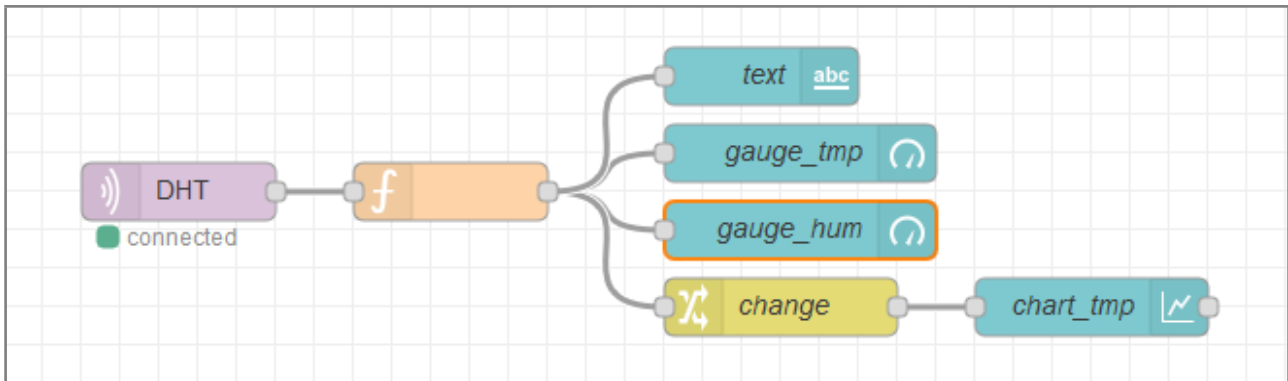 text abc
gauge_tmp
DHT
connected
gauge_hum
change
chart_tmp